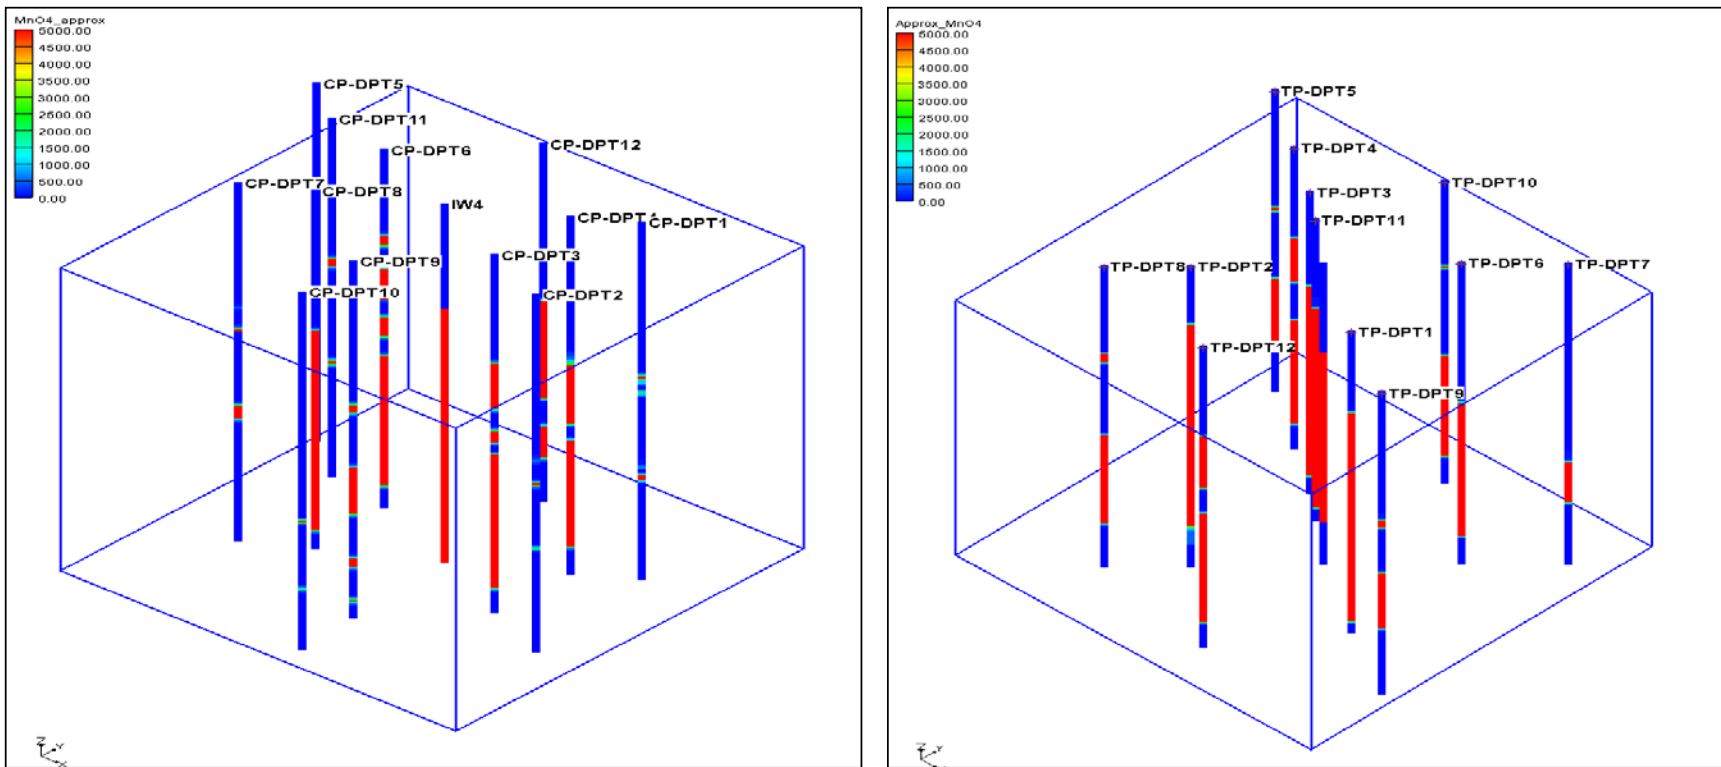 MnO4_approx
5000.00
4500.00
4000.00
3500.00
3000.00
2500.00
2000.00
1500.00
1000.00
500.00
0.00
CP-DPT5
CP-DPT11
CP-DPT6
CP-DPT12
CP-DPT7
CP-DPT8
IW4
CP-DPT4
CP-DPT1
CP-DPT3
CP-DPT9
CP-DPT10
CP-DPT2
Z
Y
X
Approx_MnO4
5000.00
4500.00
4000.00
3500.00
3000.00
2500.00
2000.00
1500.00
1000.00
500.00
0.00
TP-DPT5
TP-DPT4
TP-DPT3
TP-DPT10
TP-DPT11
TP-DPT8
TP-DPT2
TP-DPT6
TP-DPT7
TP-DPT1
TP-DPT12
TP-DPT9
Z
Y